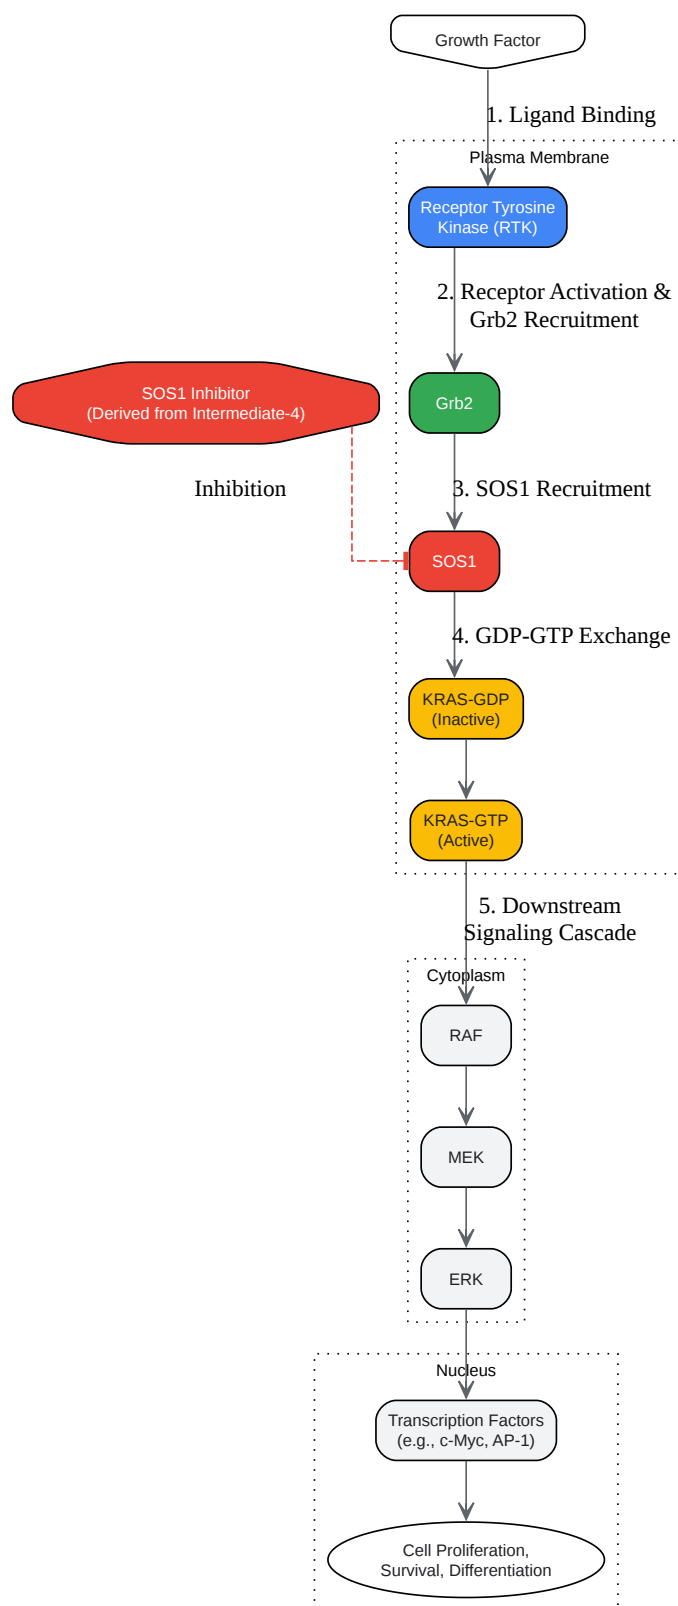 Growth Factor
1. Ligand Binding
Plasma Membrane
Receptor Tyrosine
Kinase (RTK)
2. Receptor Activation &
Grb2 Recruitment
SOS1 Inhibitor
(Derived from Intermediate-4)
Grb2
Inhibition
3. SOS1 Recruitment
SOS1
4. GDP-GTP Exchange
KRAS-GDP
(Inactive)
KRAS-GTP
(Active)
5. Downstream
Signaling Cascade
Cytoplasm
RAF
MEK
ERK
Nucleus
Transcription Factors
(e.g., c-Myc, AP-1)
Cell Proliferation,
Survival, Differentiation